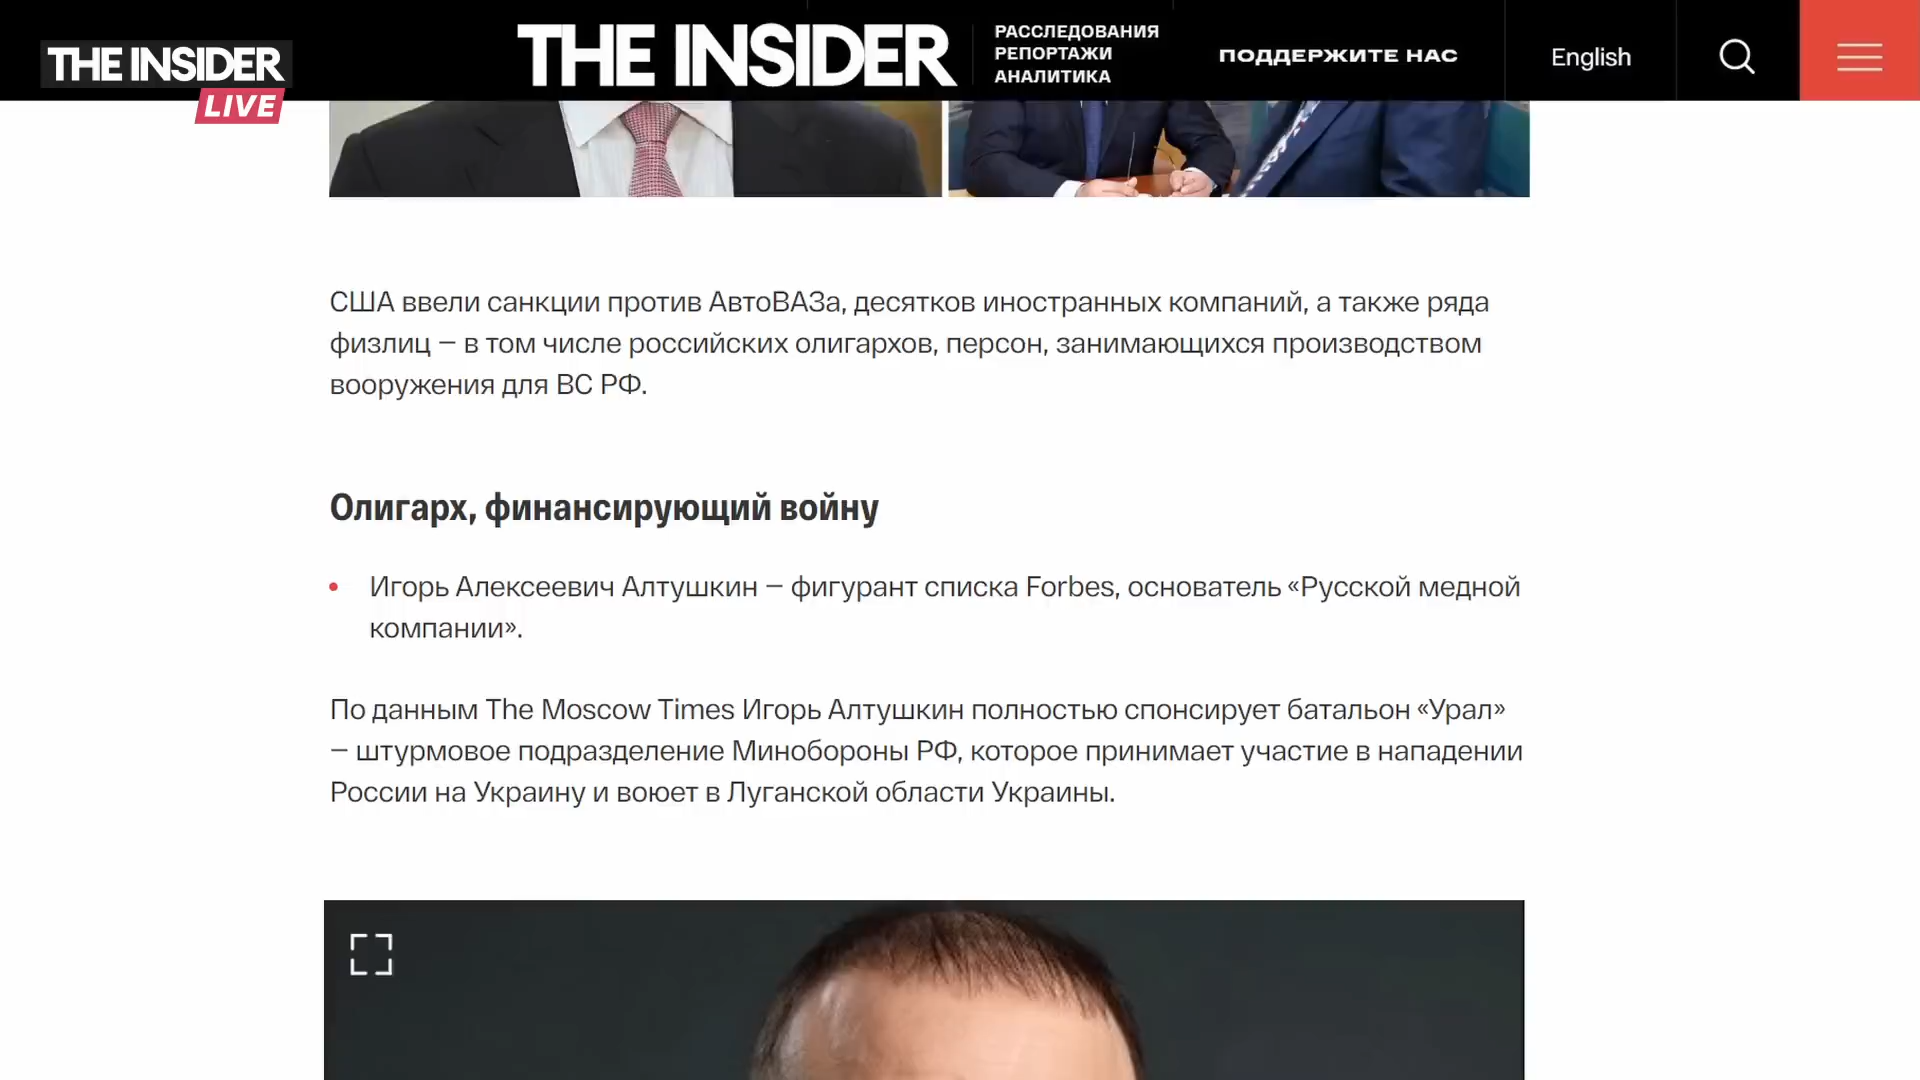 THE INSIDER
LIVE
THE INSIDER
РАССЛЕДОВАНИЯ
РЕПОРТАЖИ
АНАЛИТИКА
ПОДДЕРЖИТЕ НАС
English
США ввели санкции против АвтоВАЗа, десятков иностранных компаний, а также ряда
физлиц — в том числе российских олигархов, персон, занимающихся производством
вооружения для ВС РФ.
Олигарх, финансирующий войну
• Игорь Алексеевич Алтушкин — фигурант списка Forbes, основатель «Русской медной
компании».
По данным The Moscow Times Игорь Алтушкин полностью спонсирует батальон «Урал»
— штурмовое подразделение Минобороны РФ, которое принимает участие в нападении
России на Украину и воюет в Луганской области Украины.